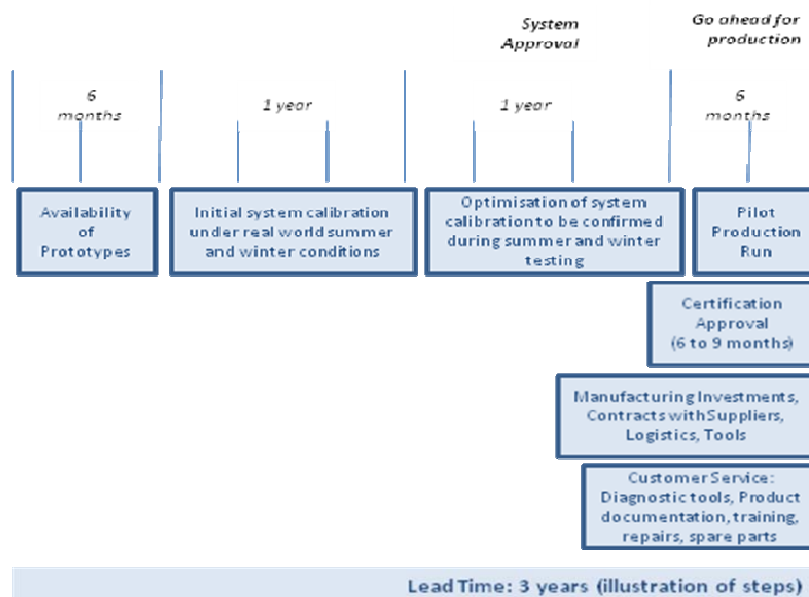 System
Approval
Go ahead for
production
6
months
1 year
1 year
6
months
Availability
of
Prototypes
Initial system calibration
under real world summer
and winter conditions
Optimisation of system
calibration to be confirmed
during summer and winter
testing
Pilot
Production
Run
Certification
Approval
(6 to 9 months)
Manufacturing Investments,
Contracts with Suppliers,
Logistics, Tools
Customer Service:
Diagnostic tools, Product
documentation, training,
repairs, spare parts
Lead Time: 3 years (illustration of steps)